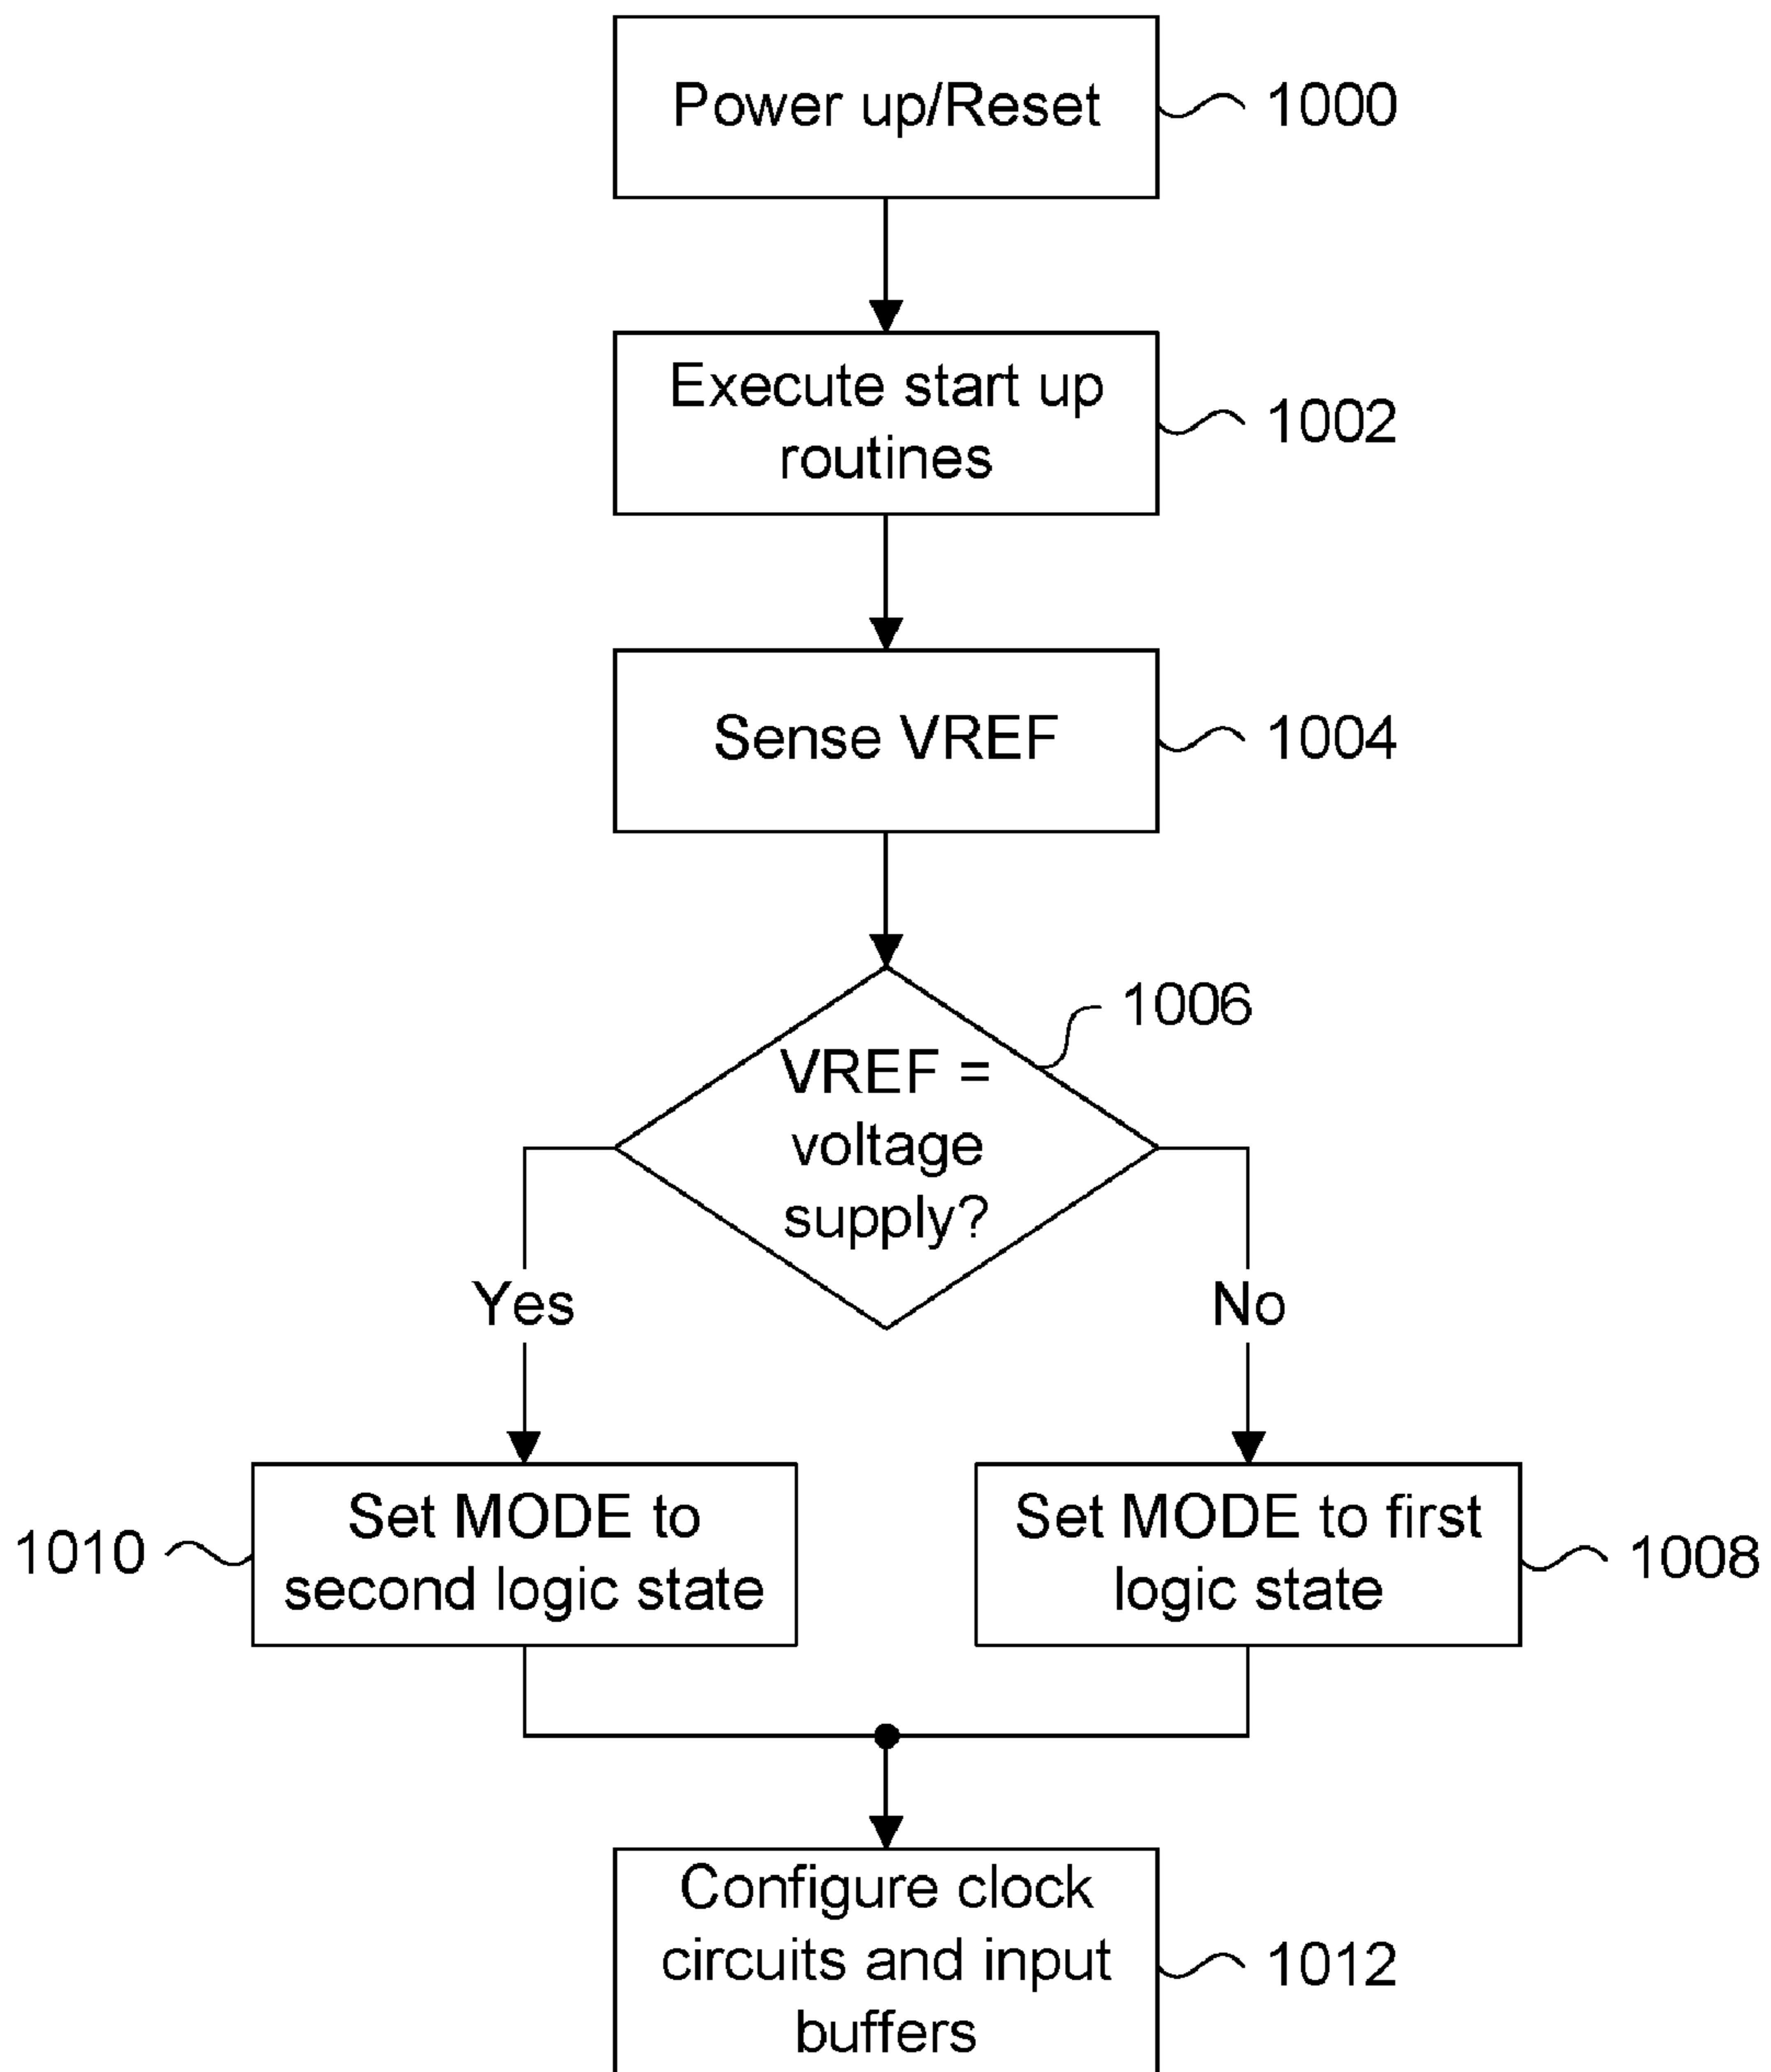 Power up/Reset
1000
Execute start up
routines
1002
Sense VREF
1004
1006
VREF =
voltage
supply?
Yes
No
1010
Set MODE to
second logic state
Set MODE to first
logic state
1008
Configure clock
circuits and input
buffers
1012